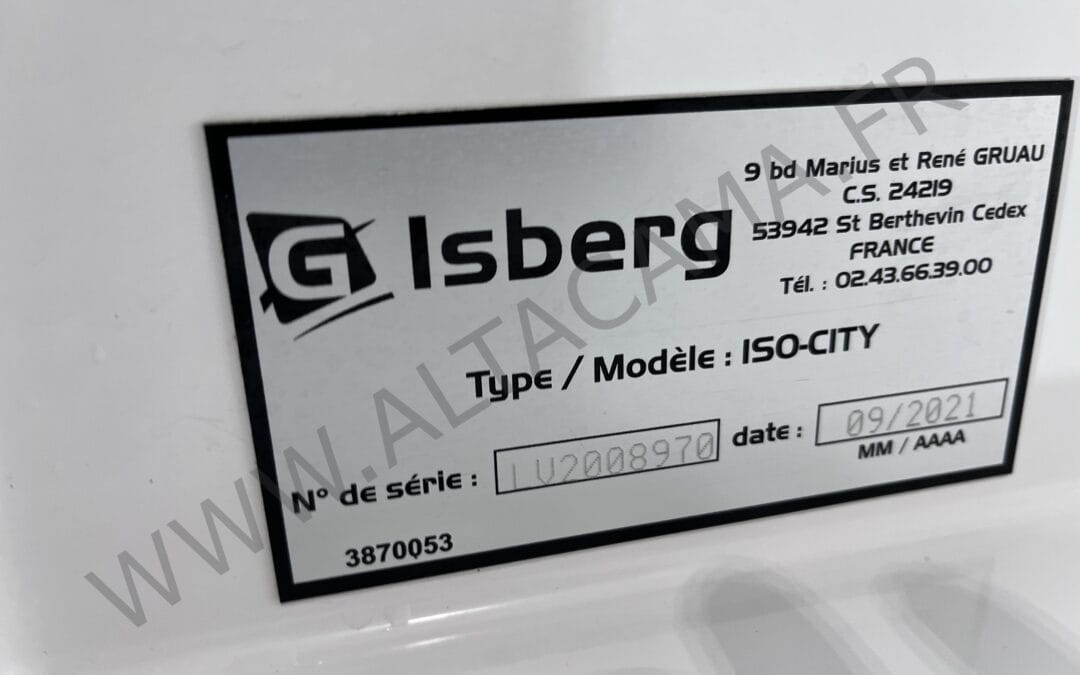 G Isberg
9 bd Marius et René GRUAU
C.S. 24219
53942 St Berthevin Cedex
FRANCE
Tél. : 02.43.66.39.00
Type / Modèle : ISO-CITY
N° de série : LV2008970 date : 09/2021
MM / AAAA
3870053
WWW.ALTACAMA.FR